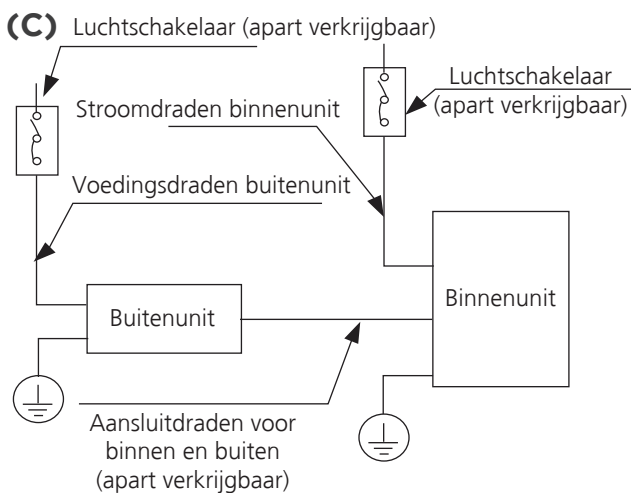 (C) Luchtschakelaar (apart verkrijgbaar)
Luchtschakelaar
(apart verkrijgbaar)
Stroomdraden binnenunit
Voedingsdraden buitenunit
Buitenunit
Binnenunit
Aansluitdraden voor
binnen en buiten
(apart verkrijgbaar)